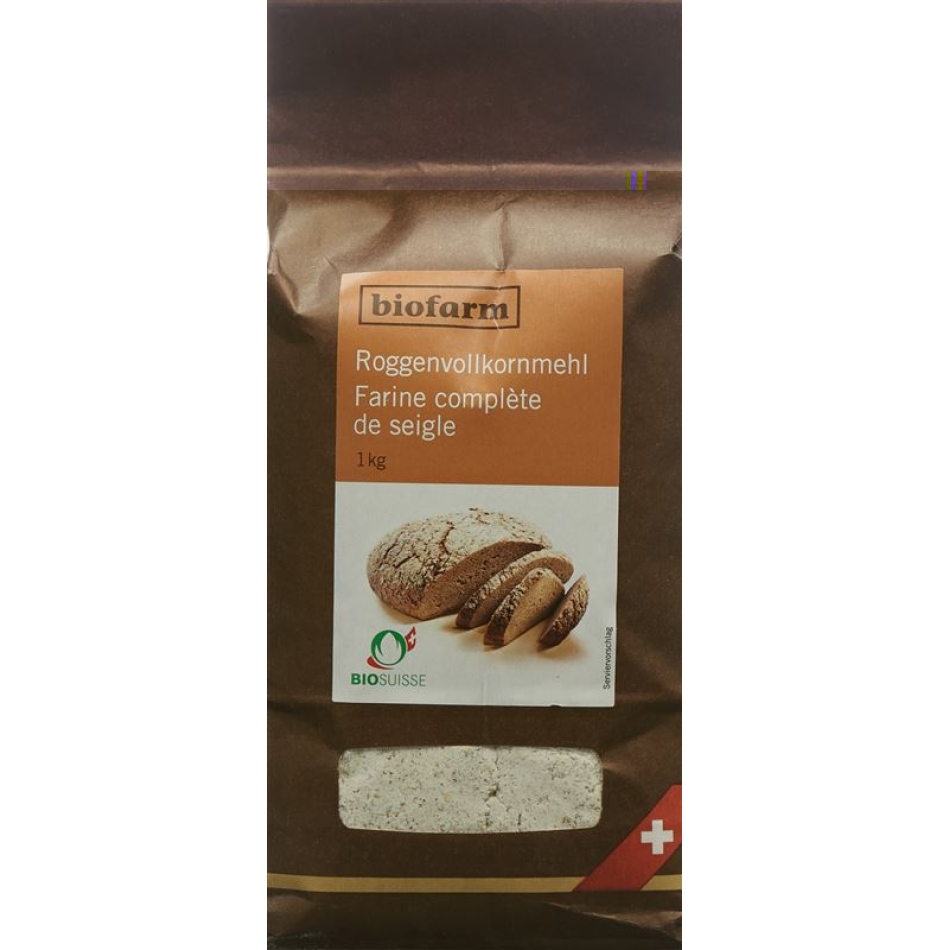 biofarm
Roggenvollkornmehl
Farine complète
de seigle
1 kg
BIOSUISSE
Serviervorschlag